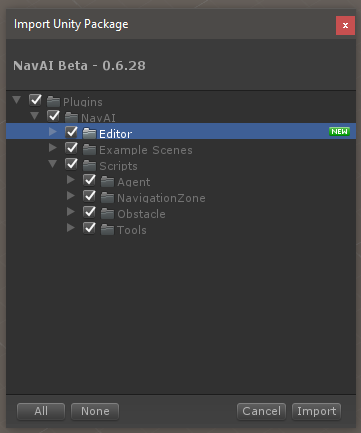 Import Unity Package
x
NavAI Beta - 0.6.28
Plugins
NavAI
Editor NEW
Example Scenes
Scripts
Agent
NavigationZone
Obstacle
Tools
All None Cancel Import